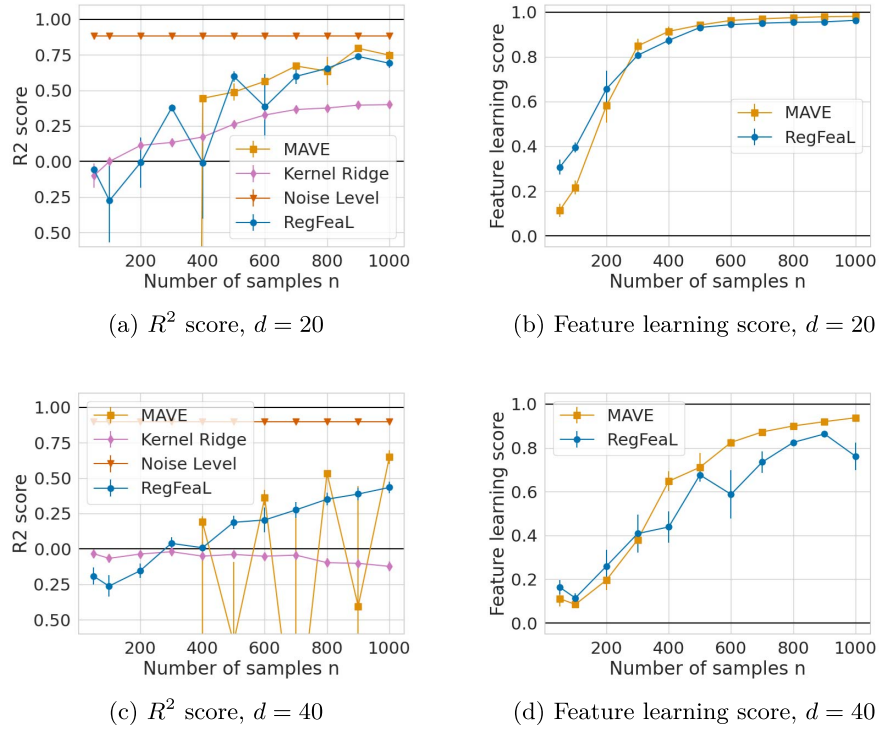 1.00
0.75
0.50
0.25
0.00
0.25
0.50
R2 score
200 400 600 800 1000
Number of samples n
MAVE
Kernel Ridge
Noise Level
RegFeaL
(a) R² score, d = 20
1.0
0.8
0.6
0.4
0.2
0.0
Feature learning score
200 400 600 800 1000
Number of samples n
MAVE
RegFeaL
(b) Feature learning score, d = 20
1.00
0.75
0.50
0.25
0.00
0.25
0.50
R2 score
200 400 600 800 1000
Number of samples n
MAVE
Kernel Ridge
Noise Level
RegFeaL
(c) R² score, d = 40
1.0
0.8
0.6
0.4
0.2
0.0
Feature learning score
200 400 600 800 1000
Number of samples n
MAVE
RegFeaL
(d) Feature learning score, d = 40